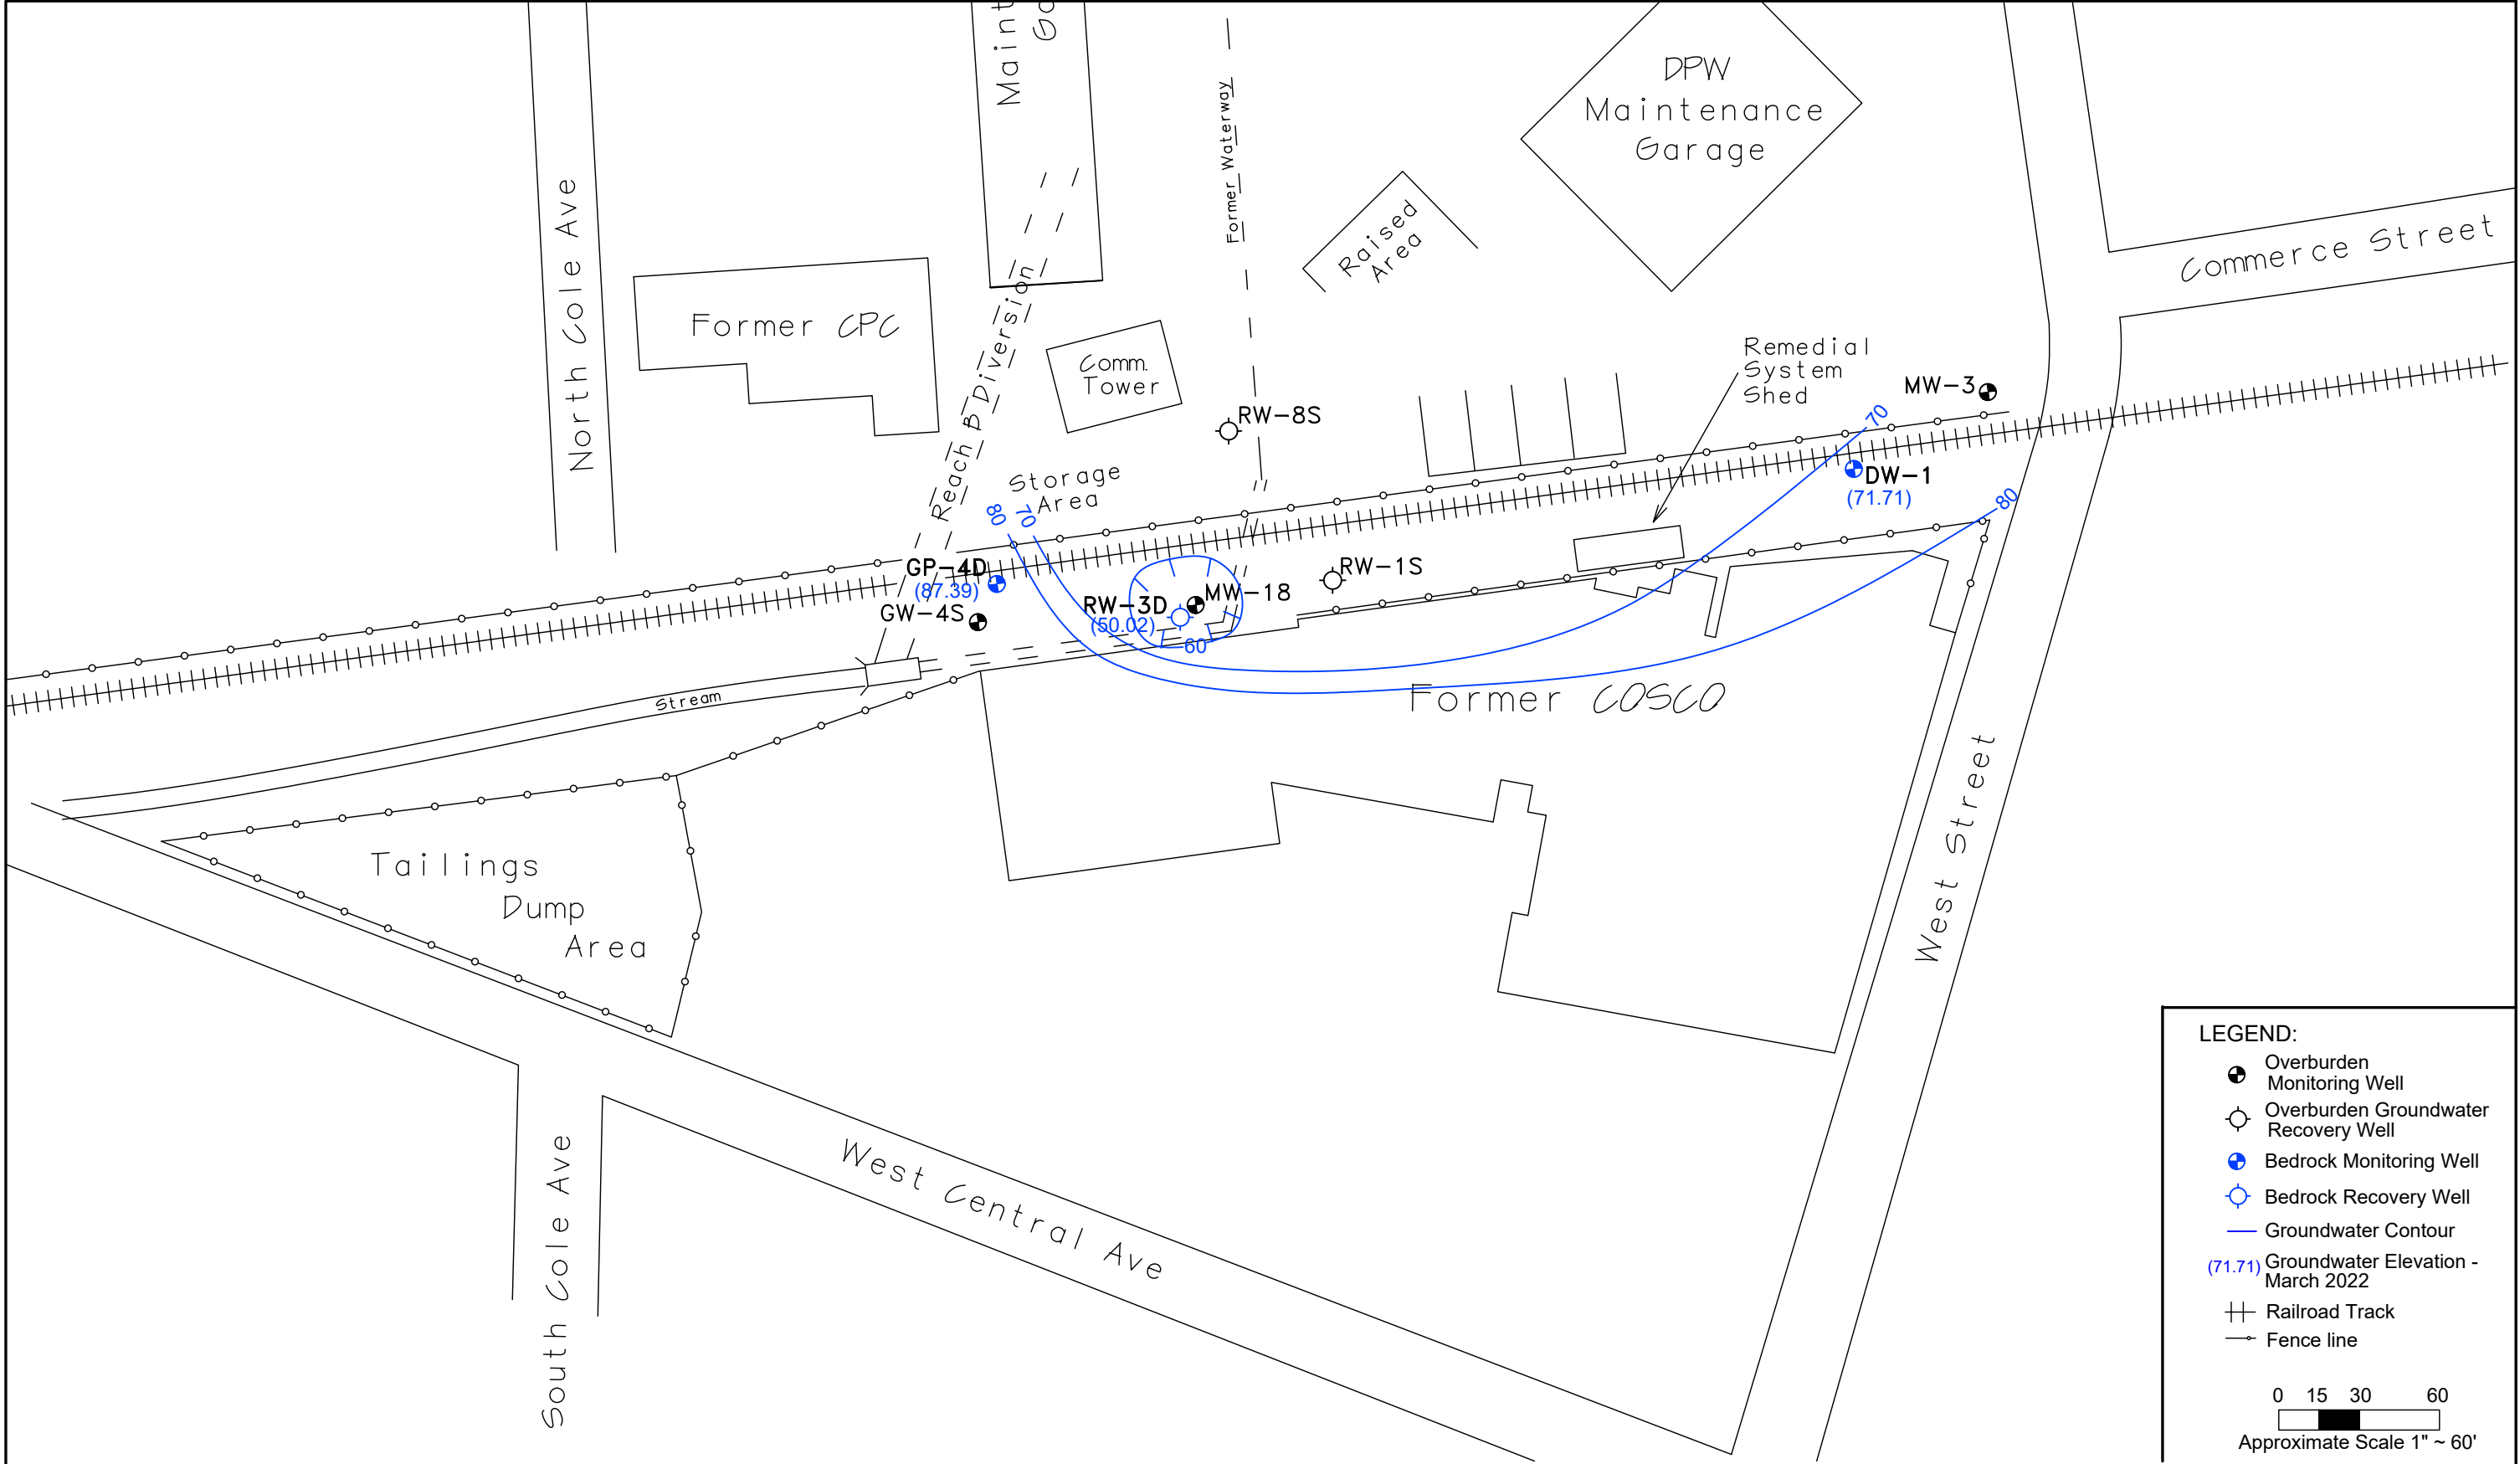 Maint
Ga
DPW
Maintenance
Garage
Former Waterway
Raised
Area
North Cole Ave
Commerce Street
Former CPC
Reach B Diversion
Comm.
Tower
Remedial
System
Shed
MW-3
RW-8S
70
Storage
Area
DW-1
(71.71)
80
80
70
GP-4D
(87.39)
GW-4S
RW-3D
(50.02)
MW-18
60
RW-1S
Stream
Former COSCO
Tailings
Dump
Area
West Street
West Central Ave
South Cole Ave
LEGEND:
Overburden
Monitoring Well
Overburden Groundwater
Recovery Well
Bedrock Monitoring Well
Bedrock Recovery Well
Groundwater Contour
(71.71) Groundwater Elevation -
March 2022
Railroad Track
Fence line
0 15 30 60
Approximate Scale 1" ~ 60'